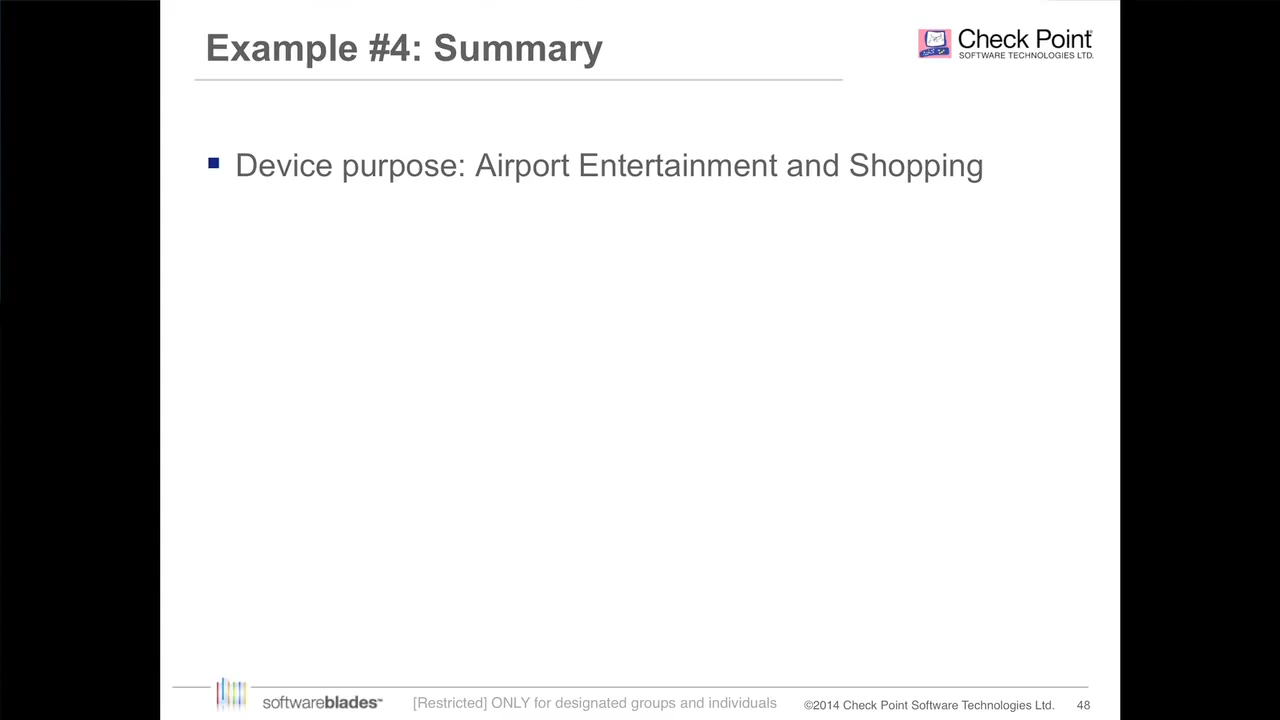 Example #4: Summary
Check Point
SOFTWARE TECHNOLOGIES LTD.
Device purpose: Airport Entertainment and Shopping
softwareblades™
[Restricted] ONLY for designated groups and individuals
©2014 Check Point Software Technologies Ltd.
48